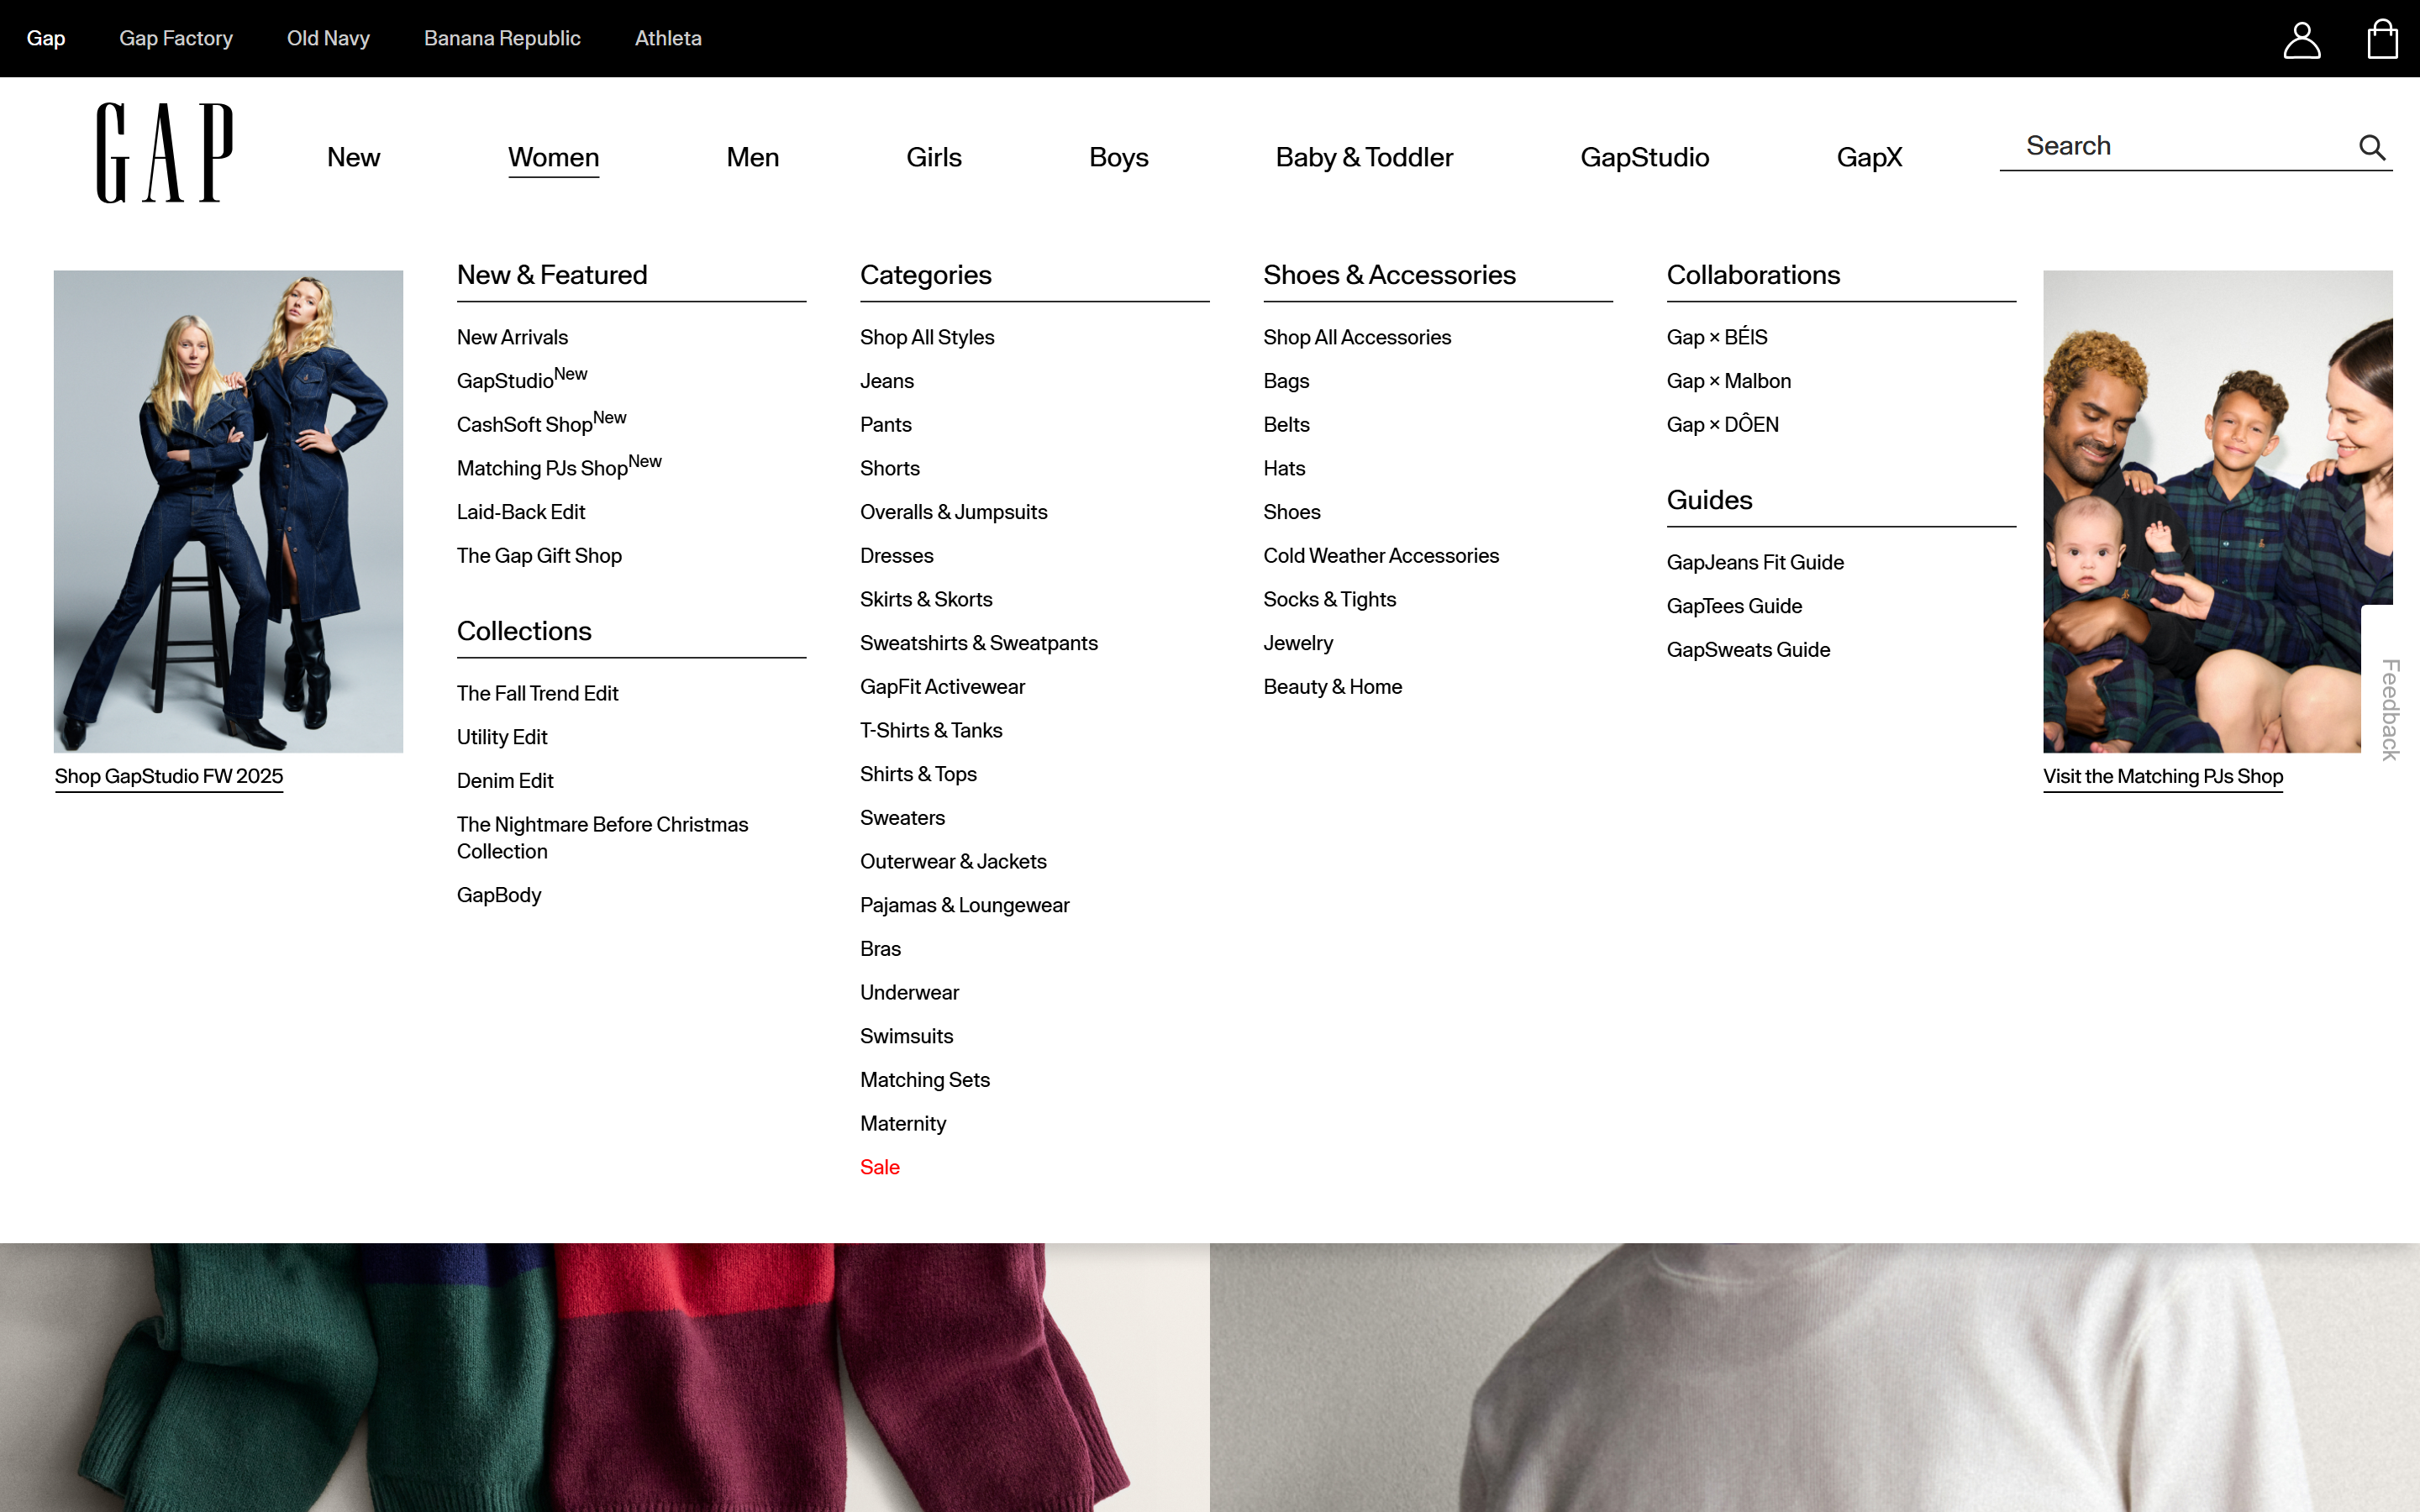 Gap
Gap Factory
Old Navy
Banana Republic
Athleta
GAP
New
Women
Men
Girls
Boys
Baby & Toddler
GapStudio
GapX
Search
Shop GapStudio FW 2025
New & Featured
New Arrivals
GapStudioNew
CashSoft ShopNew
Matching PJs ShopNew
Laid-Back Edit
The Gap Gift Shop
Collections
The Fall Trend Edit
Utility Edit
Denim Edit
The Nightmare Before Christmas
Collection
GapBody
Categories
Shop All Styles
Jeans
Pants
Shorts
Overalls & Jumpsuits
Dresses
Skirts & Skorts
Sweatshirts & Sweatpants
GapFit Activewear
T-Shirts & Tanks
Shirts & Tops
Sweaters
Outerwear & Jackets
Pajamas & Loungewear
Bras
Underwear
Swimsuits
Matching Sets
Maternity
Sale
Shoes & Accessories
Shop All Accessories
Bags
Belts
Hats
Shoes
Cold Weather Accessories
Socks & Tights
Jewelry
Beauty & Home
Collaborations
Gap × BÉIS
Gap × Malbon
Gap × DÔEN
Guides
GapJeans Fit Guide
GapTees Guide
GapSweats Guide
Visit the Matching PJs Shop
Feedback